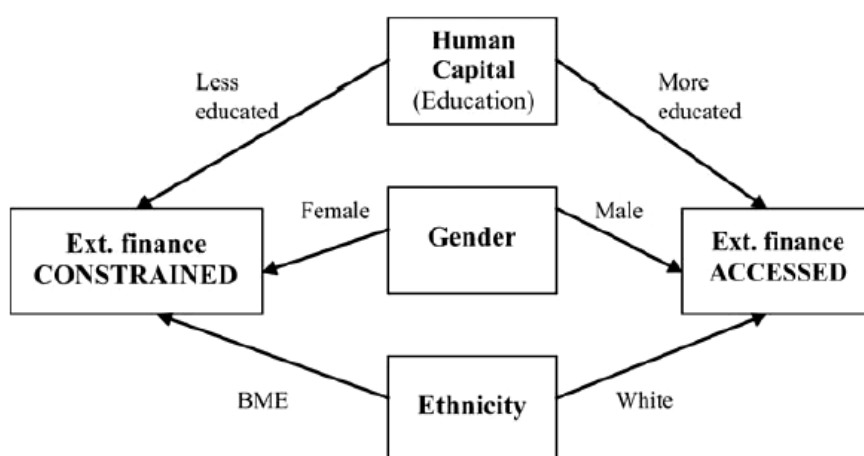 Human
Capital
(Education)
Less
educated
More
educated
Female
Male
Gender
Ext. finance
CONSTRAINED
Ext. finance
ACCESSED
BME
White
Ethnicity